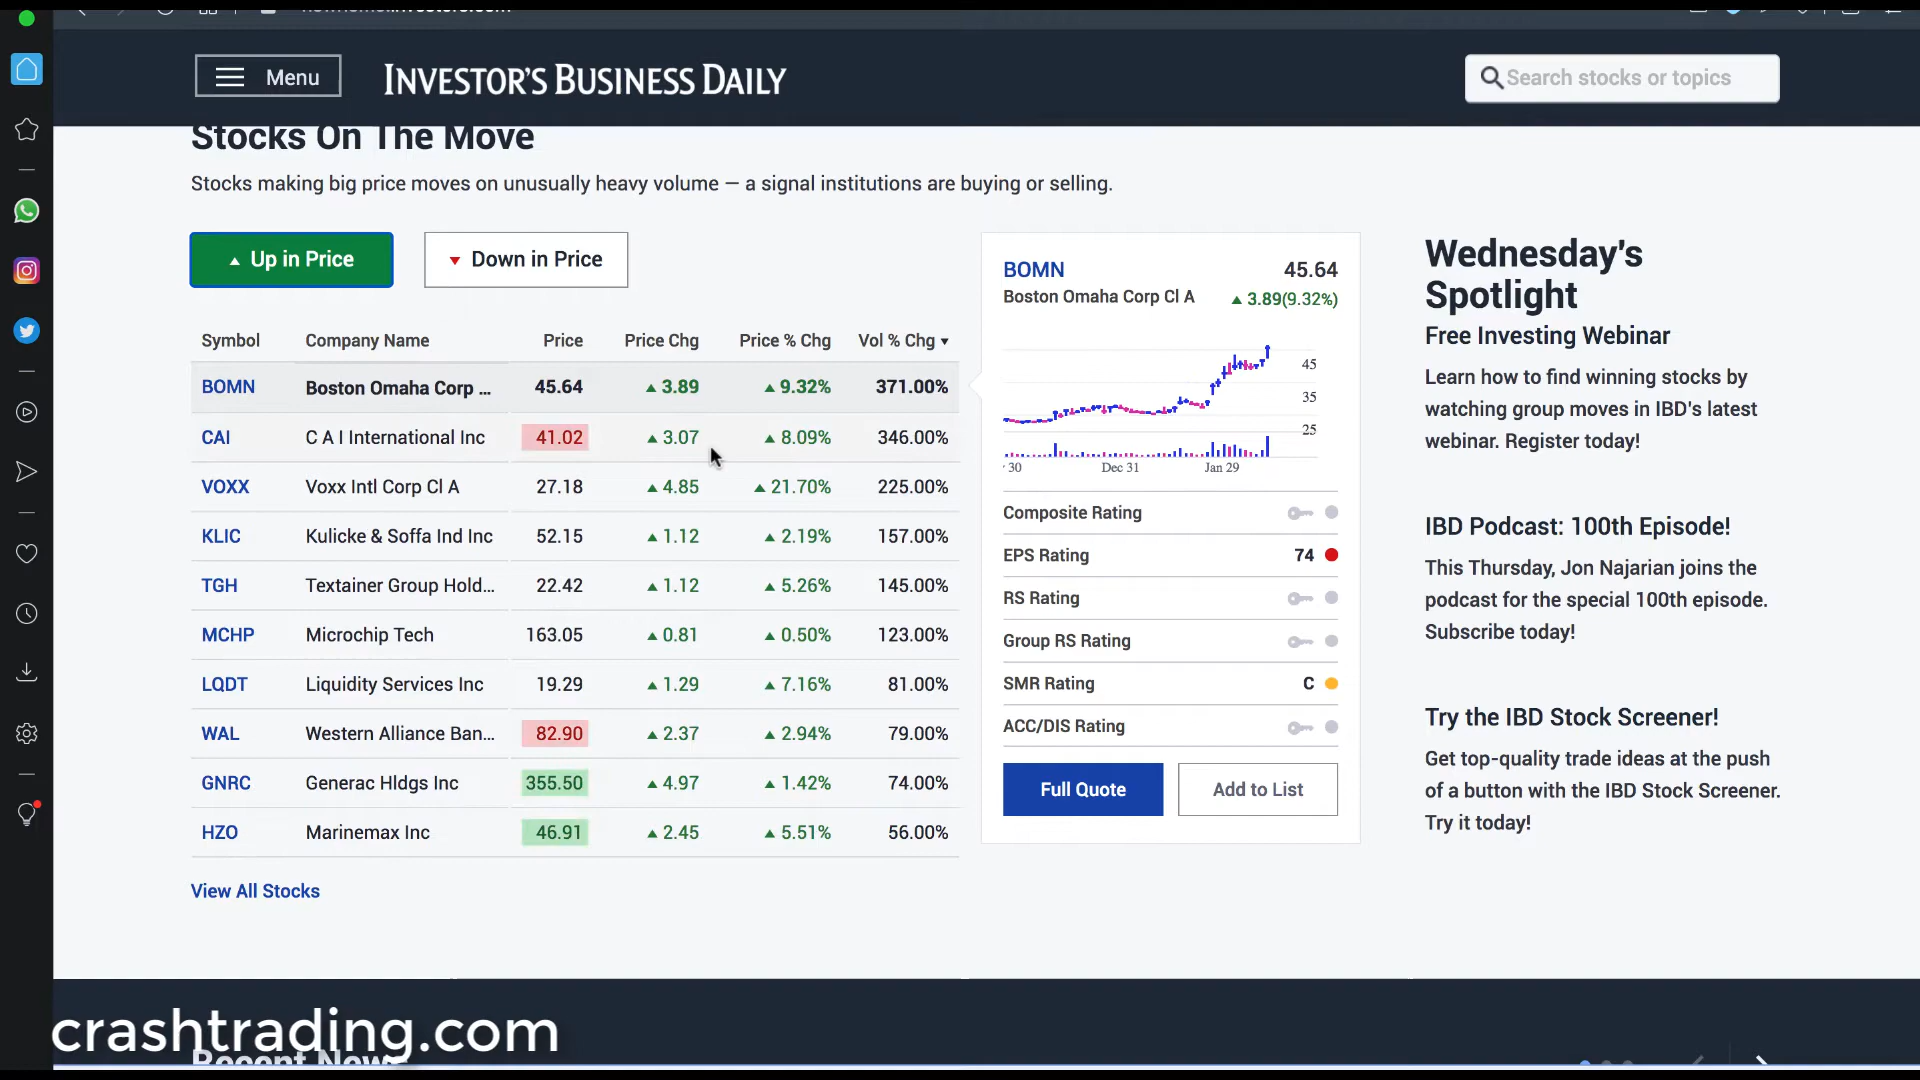 Menu
INVESTOR'S BUSINESS DAILY
Search stocks or topics
Stocks On The Move
Stocks making big price moves on unusually heavy volume — a signal institutions are buying or selling.
▲ Up in Price
▼ Down in Price
Symbol Company Name Price Price Chg Price % Chg Vol % Chg ▼
BOMN Boston Omaha Corp ... 45.64 ▲ 3.89 ▲ 9.32% 371.00%
CAI C A I International Inc 41.02 ▲ 3.07 ▲ 8.09% 346.00%
VOXX Voxx Intl Corp Cl A 27.18 ▲ 4.85 ▲ 21.70% 225.00%
KLIC Kulicke & Soffa Ind Inc 52.15 ▲ 1.12 ▲ 2.19% 157.00%
TGH Textainer Group Hold... 22.42 ▲ 1.12 ▲ 5.26% 145.00%
MCHP Microchip Tech 163.05 ▲ 0.81 ▲ 0.50% 123.00%
LQDT Liquidity Services Inc 19.29 ▲ 1.29 ▲ 7.16% 81.00%
WAL Western Alliance Ban... 82.90 ▲ 2.37 ▲ 2.94% 79.00%
GNRC Generac Hldgs Inc 355.50 ▲ 4.97 ▲ 1.42% 74.00%
HZO Marinemax Inc 46.91 ▲ 2.45 ▲ 5.51% 56.00%
View All Stocks
BOMN 45.64
Boston Omaha Corp Cl A ▲ 3.89(9.32%)
45
35
25
30 Dec 31 Jan 29
Composite Rating
EPS Rating 74
RS Rating
Group RS Rating
SMR Rating C
ACC/DIS Rating
Full Quote
Add to List
Wednesday's
Spotlight
Free Investing Webinar
Learn how to find winning stocks by
watching group moves in IBD's latest
webinar. Register today!
IBD Podcast: 100th Episode!
This Thursday, Jon Najarian joins the
podcast for the special 100th episode.
Subscribe today!
Try the IBD Stock Screener!
Get top-quality trade ideas at the push
of a button with the IBD Stock Screener.
Try it today!
crashtrading.com
Recent New